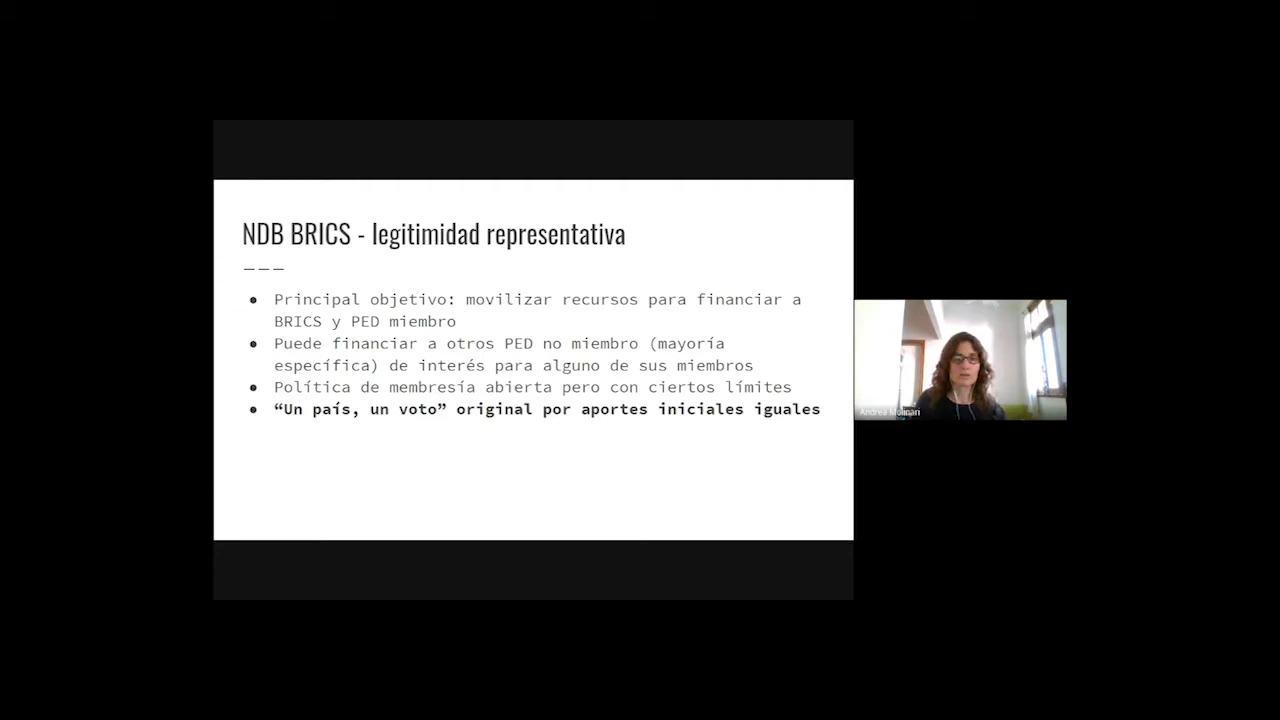 NDB BRICS - legitimidad representativa
———
● Principal objetivo: movilizar recursos para financiar a
BRICS y PED miembro
● Puede financiar a otros PED no miembro (mayoría
específica) de interés para alguno de sus miembros
● Política de membresía abierta pero con ciertos límites
● “Un país, un voto” original por aportes iniciales iguales
Andrea Molinari